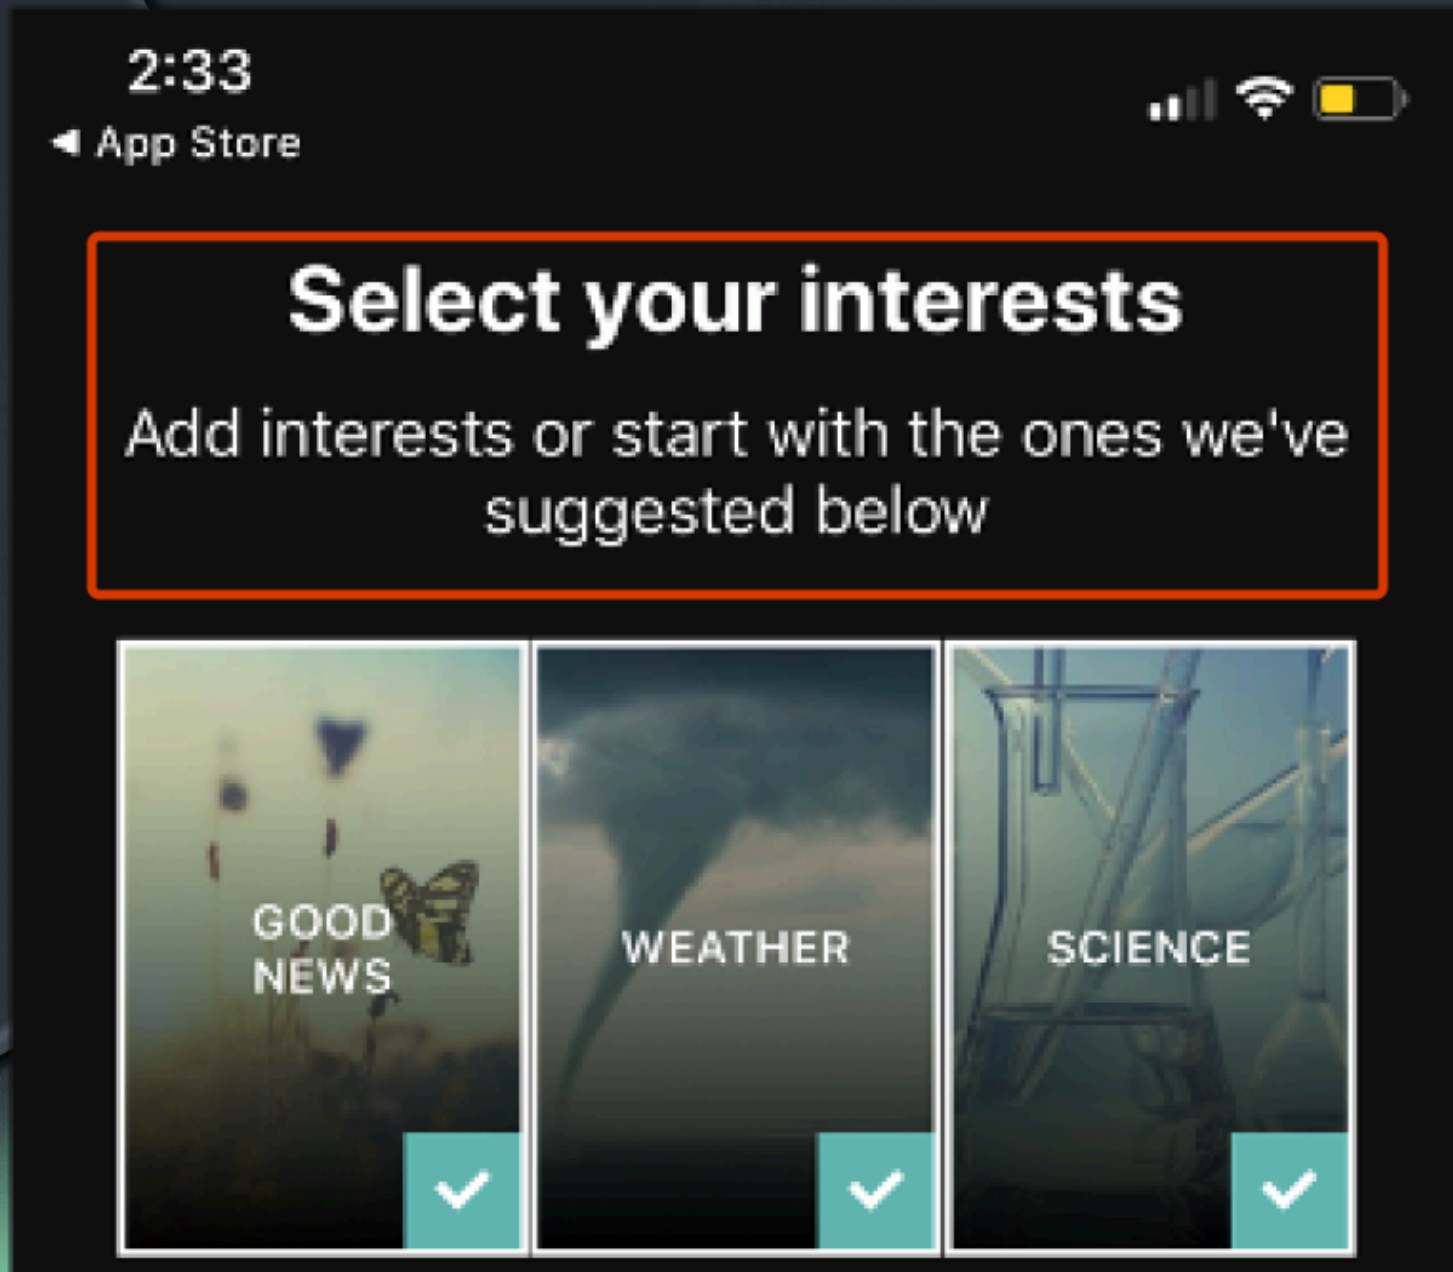 2:33
◀ App Store
Select your interests
Add interests or start with the ones we've
suggested below
GOOD
NEWS
WEATHER
SCIENCE